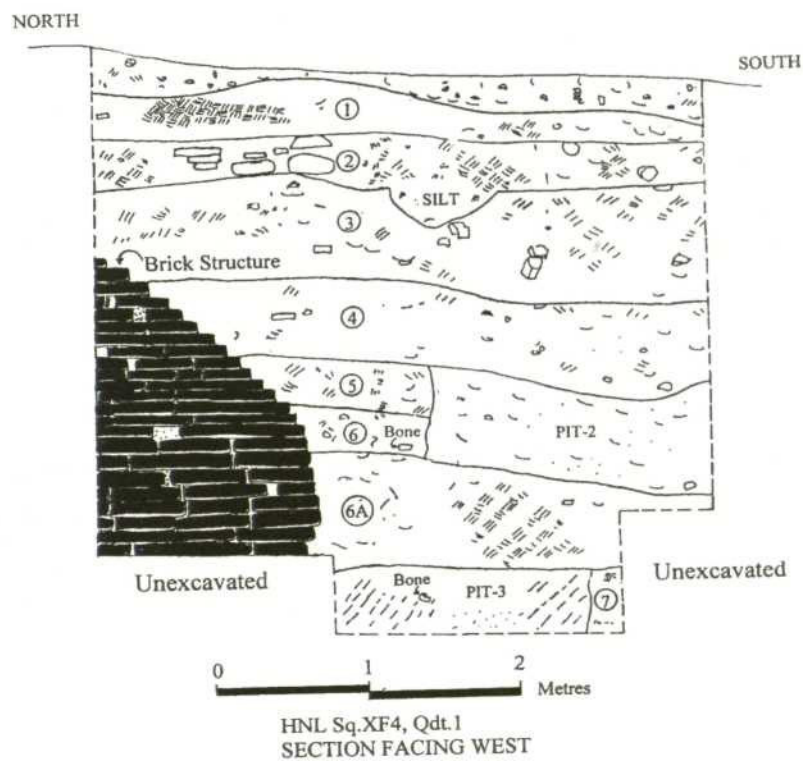 NORTH
SOUTH
①
②
SILT
③
Brick Structure
④
⑤
⑥ Bone
PIT-2
6A
Unexcavated
Bone
PIT-3
⑦
Unexcavated
0 1 2
Metres
HNL Sq.XF4, Qdt.1
SECTION FACING WEST